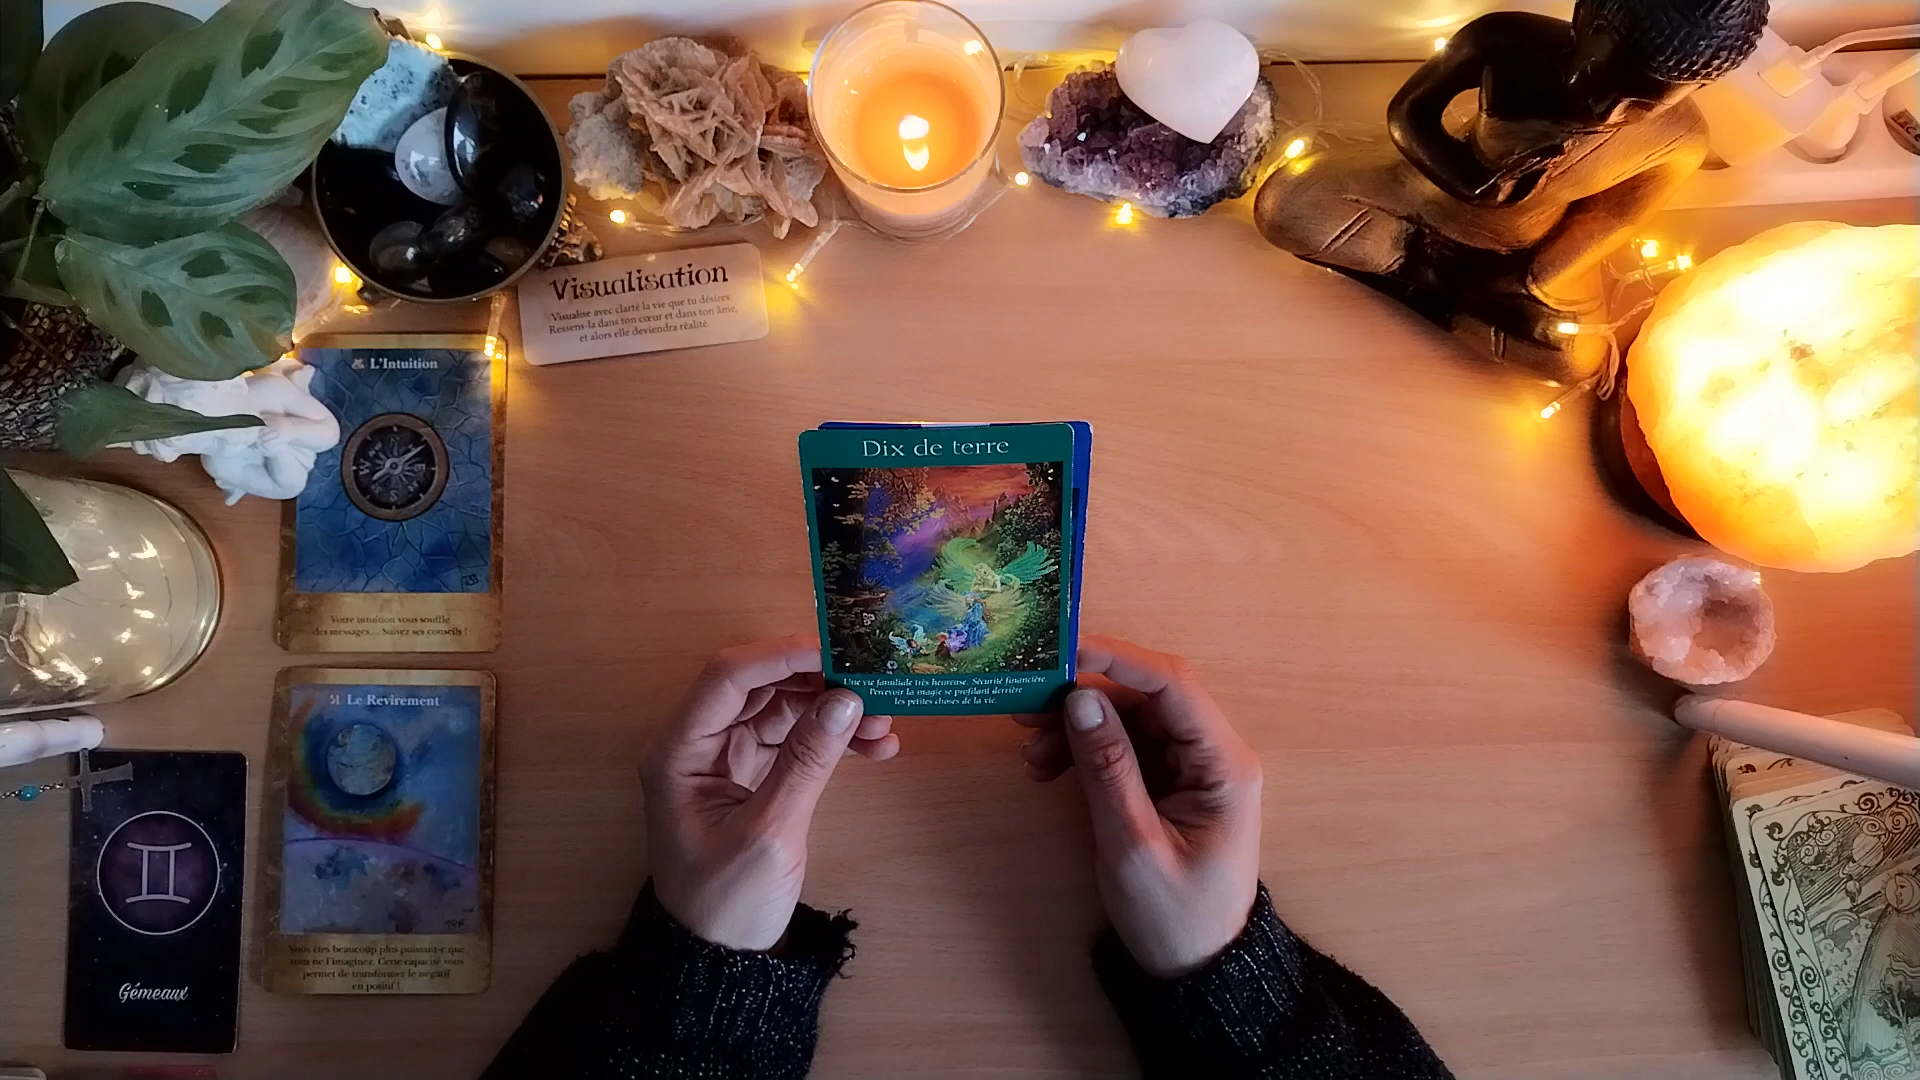 Visualisation
Visualise avec clarté la vie que tu désires.
Ressens-la dans ton cœur et dans ton âme,
et alors elle deviendra réalité.
L'Intuition
Votre intuition vous souffle
des messages... Suivez ses conseils !
Dix de terre
Une vie familiale très heureuse. Sécurité financière.
Percevoir la magie se profilant derrière
les petites choses de la vie.
Le Revirement
Vous êtes beaucoup plus puissant-e que
vous ne l'imaginez. Cette capacité vous
permet de transformer le négatif
en positif !
Gémeaux